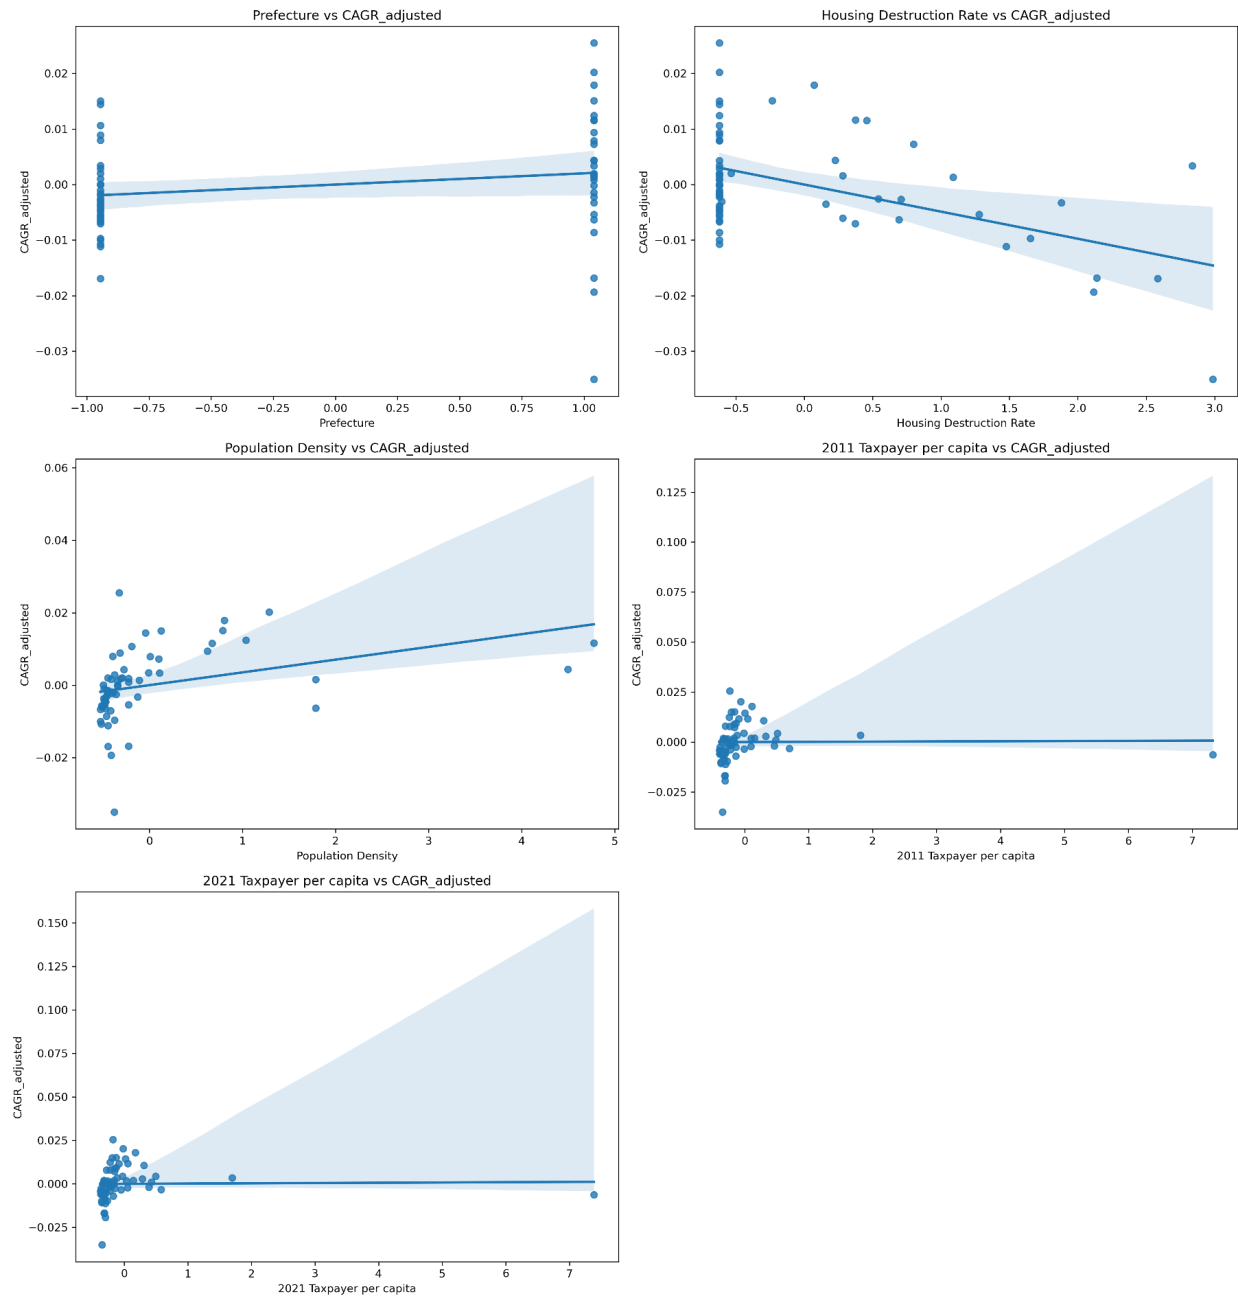 Prefecture vs CAGR_adjusted
CAGR_adjusted
0.02
0.01
0.00
−0.01
−0.02
−0.03
−1.00 −0.75 −0.50 −0.25 0.00 0.25 0.50 0.75 1.00
Prefecture
Housing Destruction Rate vs CAGR_adjusted
CAGR_adjusted
0.02
0.01
0.00
−0.01
−0.02
−0.03
−0.5 0.0 0.5 1.0 1.5 2.0 2.5 3.0
Housing Destruction Rate
Population Density vs CAGR_adjusted
CAGR_adjusted
0.06
0.04
0.02
0.00
−0.02
0 1 2 3 4 5
Population Density
2011 Taxpayer per capita vs CAGR_adjusted
CAGR_adjusted
0.125
0.100
0.075
0.050
0.025
0.000
−0.025
0 1 2 3 4 5 6 7
2011 Taxpayer per capita
2021 Taxpayer per capita vs CAGR_adjusted
CAGR_adjusted
0.150
0.125
0.100
0.075
0.050
0.025
0.000
−0.025
0 1 2 3 4 5 6 7
2021 Taxpayer per capita